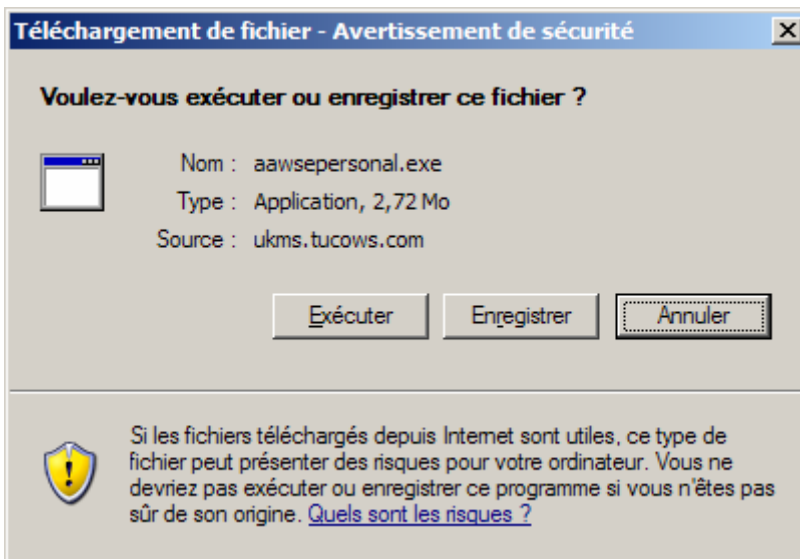 Téléchargement de fichier - Avertissement de sécurité
Voulez-vous exécuter ou enregistrer ce fichier ?
Nom : aawsepersonal.exe
Type : Application, 2,72 Mo
Source : ukms.tucows.com
Exécuter Enregistrer Annuler
Si les fichiers téléchargés depuis Internet sont utiles, ce type de
fichier peut présenter des risques pour votre ordinateur. Vous ne
devriez pas exécuter ou enregistrer ce programme si vous n'êtes pas
sûr de son origine. Quels sont les risques ?